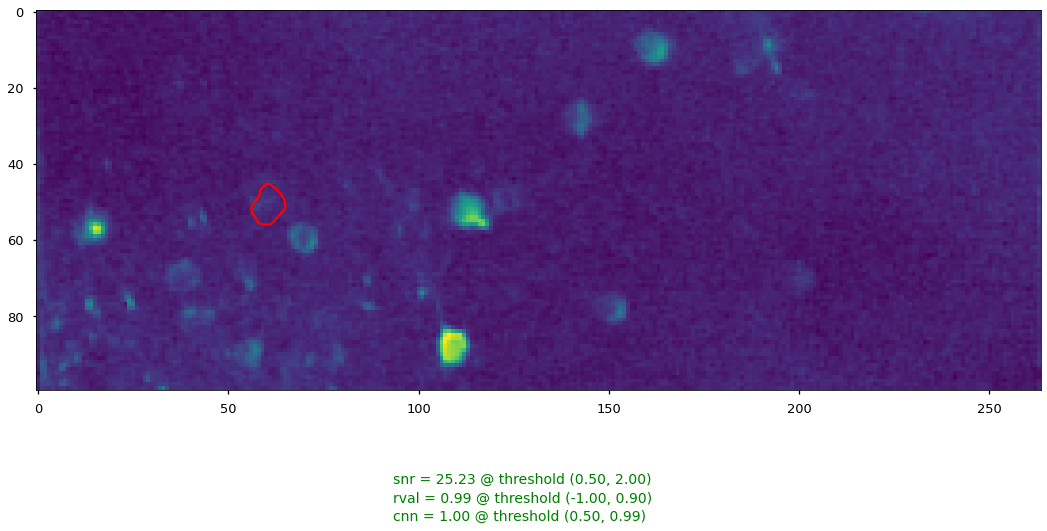 0
20
40
60
80
0 50 100 150 200 250
snr = 25.23 @ threshold (0.50, 2.00)
rval = 0.99 @ threshold (-1.00, 0.90)
cnn = 1.00 @ threshold (0.50, 0.99)